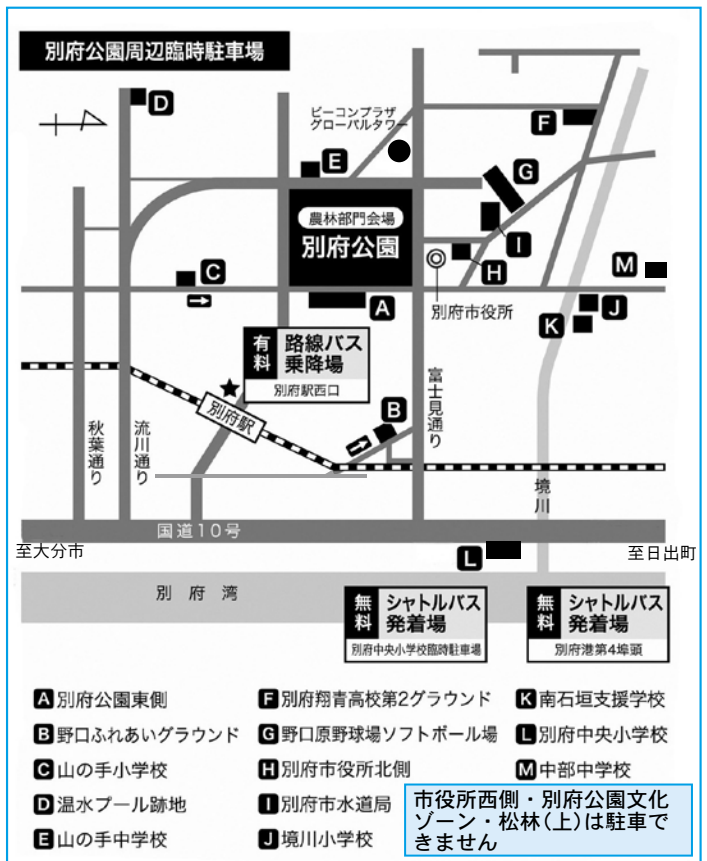 別府公園周辺臨時駐車場
D
ビーコンプラザ
グローバルタワー
F
E
G
農林部門会場
別府公園
I
H
C
M
A
別府市役所
J
K
有料
路線バス
乗降場
別府駅西口
富士見通り
B
別府駅
秋葉通り
流川通り
境川
国道10号
至大分市
至日出町
L
別府湾
無料
シャトルバス
発着場
別府中央小学校臨時駐車場
無料
シャトルバス
発着場
別府港第4埠頭
A 別府公園東側
B 野口ふれあいグラウンド
C 山の手小学校
D 温水プール跡地
E 山の手中学校
F 別府翔青高校第2グラウンド
G 野口原野球場ソフトボール場
H 別府市役所北側
I 別府市水道局
J 境川小学校
K 南石垣支援学校
L 別府中央小学校
M 中部中学校
市役所西側・別府公園文化
ゾーン・松林(上)は駐車で
きません